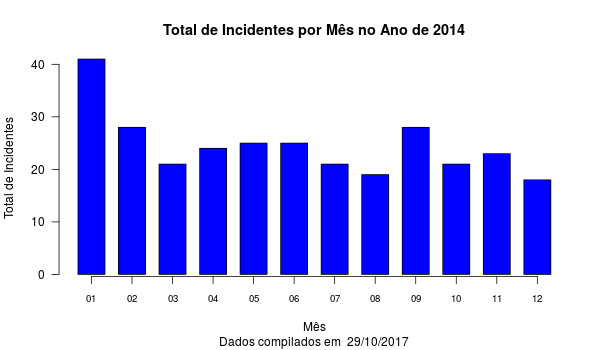 Total de Incidentes por Mês no Ano de 2014
Total de Incidentes
40
30
20
10
0
01 02 03 04 05 06 07 08 09 10 11 12
Mês
Dados compilados em  29/10/2017